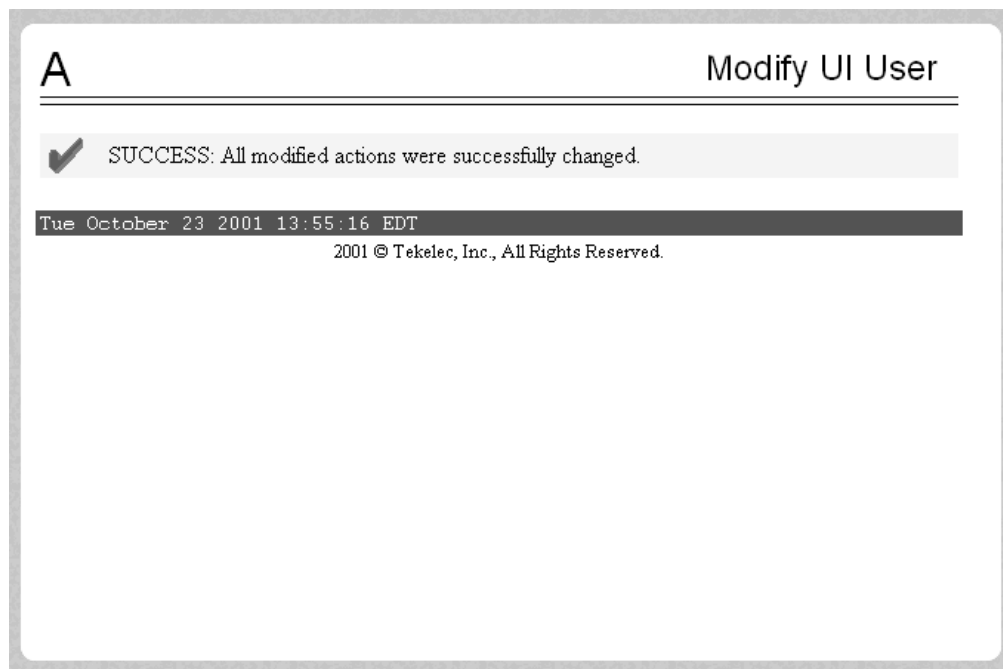 A
Modify UI User
SUCCESS: All modified actions were successfully changed.
Tue October 23 2001 13:55:16 EDT
2001 © Tekelec, Inc., All Rights Reserved.